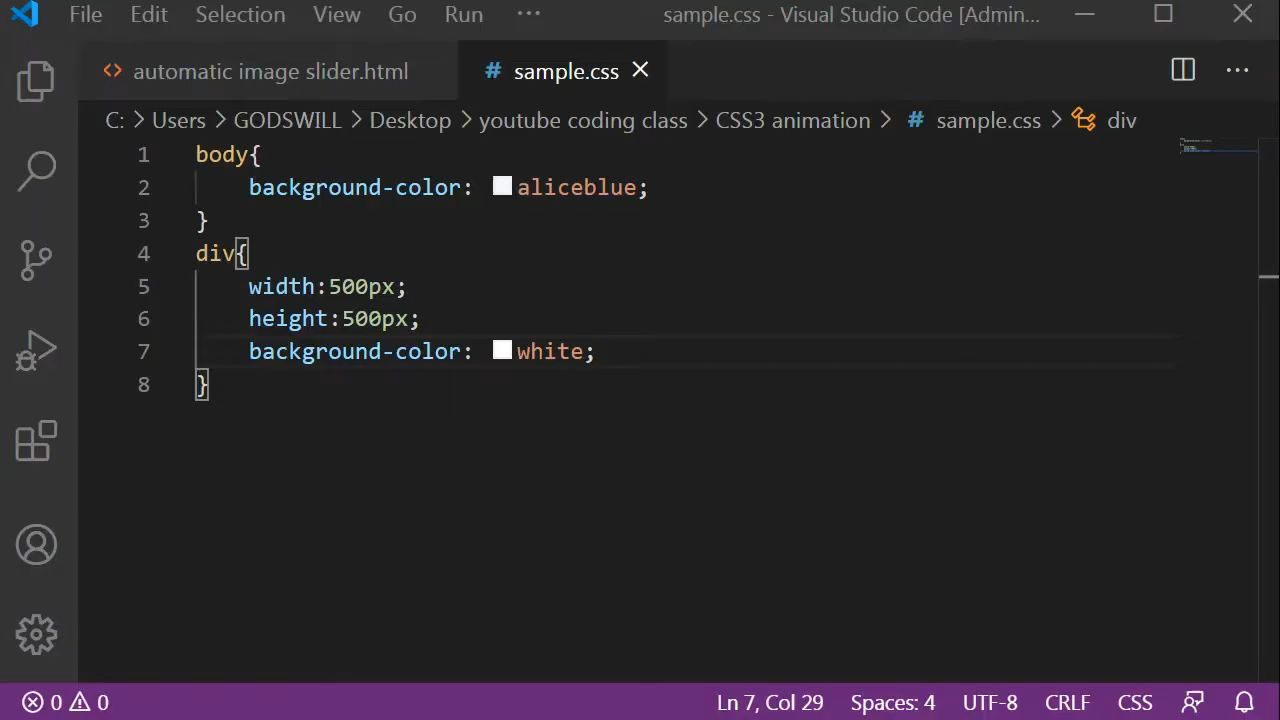 File Edit Selection View Go Run ··· sample.css - Visual Studio Code [Admin...
<> automatic image slider.html # sample.css ×
C: > Users > GODSWILL > Desktop > youtube coding class > CSS3 animation > # sample.css > div
1 body{
2     background-color: aliceblue;
3 }
4 div{
5     width:500px;
6     height:500px;
7     background-color: white;
8 }
0 0 Ln 7, Col 29 Spaces: 4 UTF-8 CRLF CSS